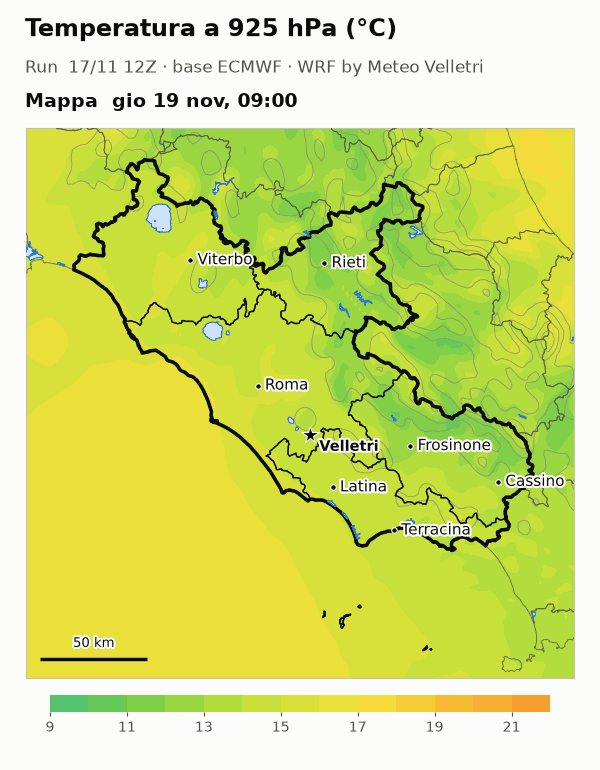 Temperatura a 925 hPa (°C)
Run  17/11 12Z · base ECMWF · WRF by Meteo Velletri
Mappa  gio 19 nov, 09:00
Viterbo
Rieti
Roma
Velletri
Frosinone
Cassino
Latina
Terracina
50 km
9 11 13 15 17 19 21